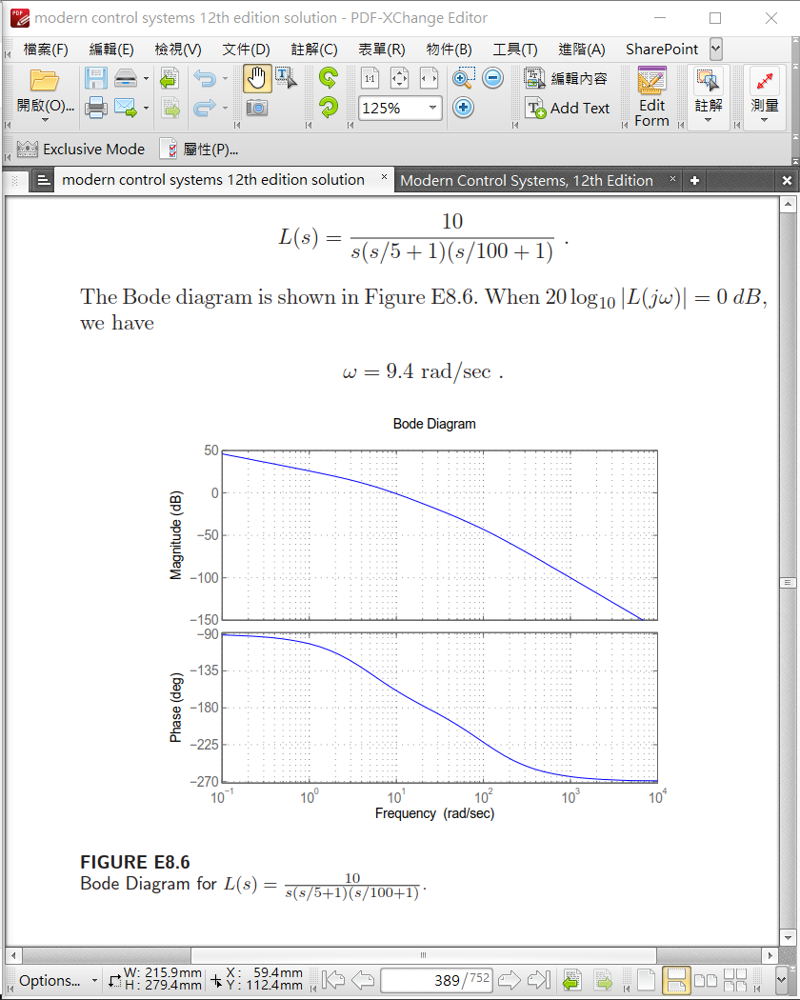 modern control systems 12th edition solution - PDF-XChange Editor
檔案(F) 編輯(E) 檢視(V) 文件(D) 註解(C) 表單(R) 物件(B) 工具(T) 進階(A) SharePoint
開啟(O)...
1:1
125%
編輯內容
Add Text
Edit Form
註解
測量
Exclusive Mode 屬性(P)...
modern control systems 12th edition solution × Modern Control Systems, 12th Edition ×
L(s) = 10 / s(s/5 + 1)(s/100 + 1) .
The Bode diagram is shown in Figure E8.6. When 20 log10 |L(jω)| = 0 dB,
we have
ω = 9.4 rad/sec .
Bode Diagram
Magnitude (dB)
50
0
−50
−100
−150
Phase (deg)
−90
−135
−180
−225
−270
10^−1 10^0 10^1 10^2 10^3 10^4
Frequency (rad/sec)
FIGURE E8.6
Bode Diagram for L(s) = 10 / s(s/5+1)(s/100+1) .
Options... W: 215.9mm X: 59.4mm 389/752
H: 279.4mm Y: 112.4mm